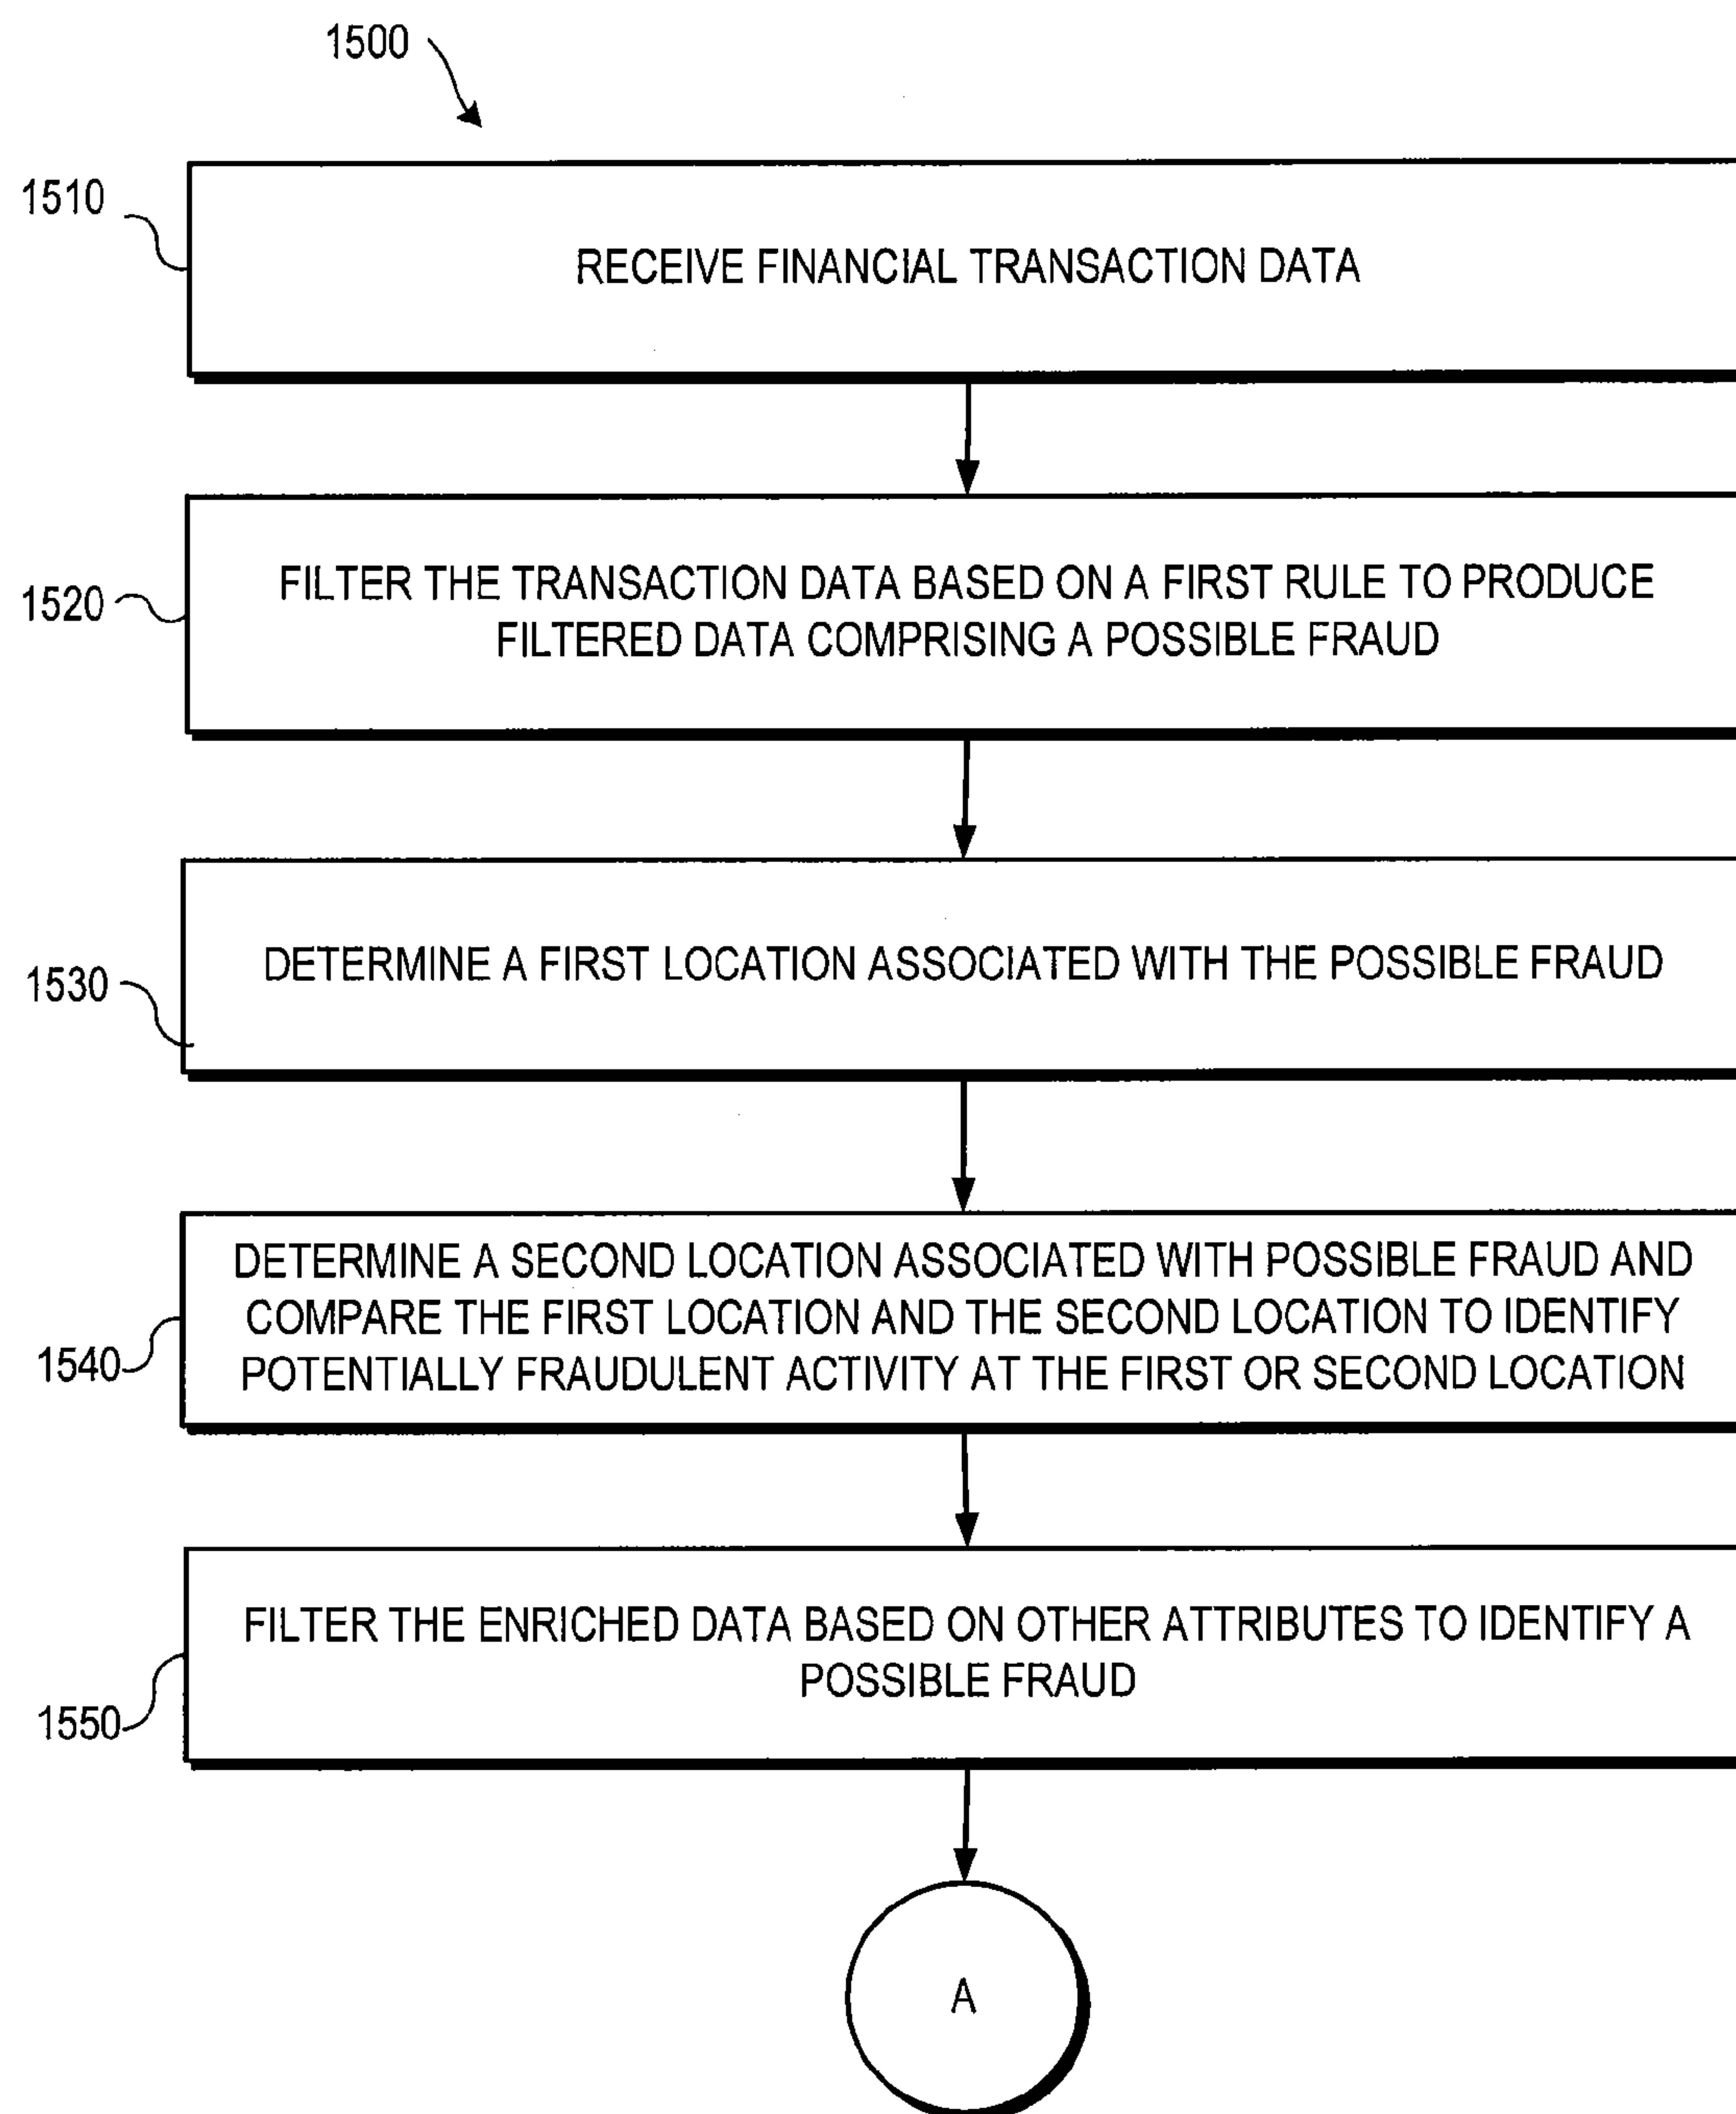 1500
1510
RECEIVE FINANCIAL TRANSACTION DATA
1520
FILTER THE TRANSACTION DATA BASED ON A FIRST RULE TO PRODUCE
FILTERED DATA COMPRISING A POSSIBLE FRAUD
1530
DETERMINE A FIRST LOCATION ASSOCIATED WITH THE POSSIBLE FRAUD
1540
DETERMINE A SECOND LOCATION ASSOCIATED WITH POSSIBLE FRAUD AND
COMPARE THE FIRST LOCATION AND THE SECOND LOCATION TO IDENTIFY
POTENTIALLY FRAUDULENT ACTIVITY AT THE FIRST OR SECOND LOCATION
1550
FILTER THE ENRICHED DATA BASED ON OTHER ATTRIBUTES TO IDENTIFY A
POSSIBLE FRAUD
A